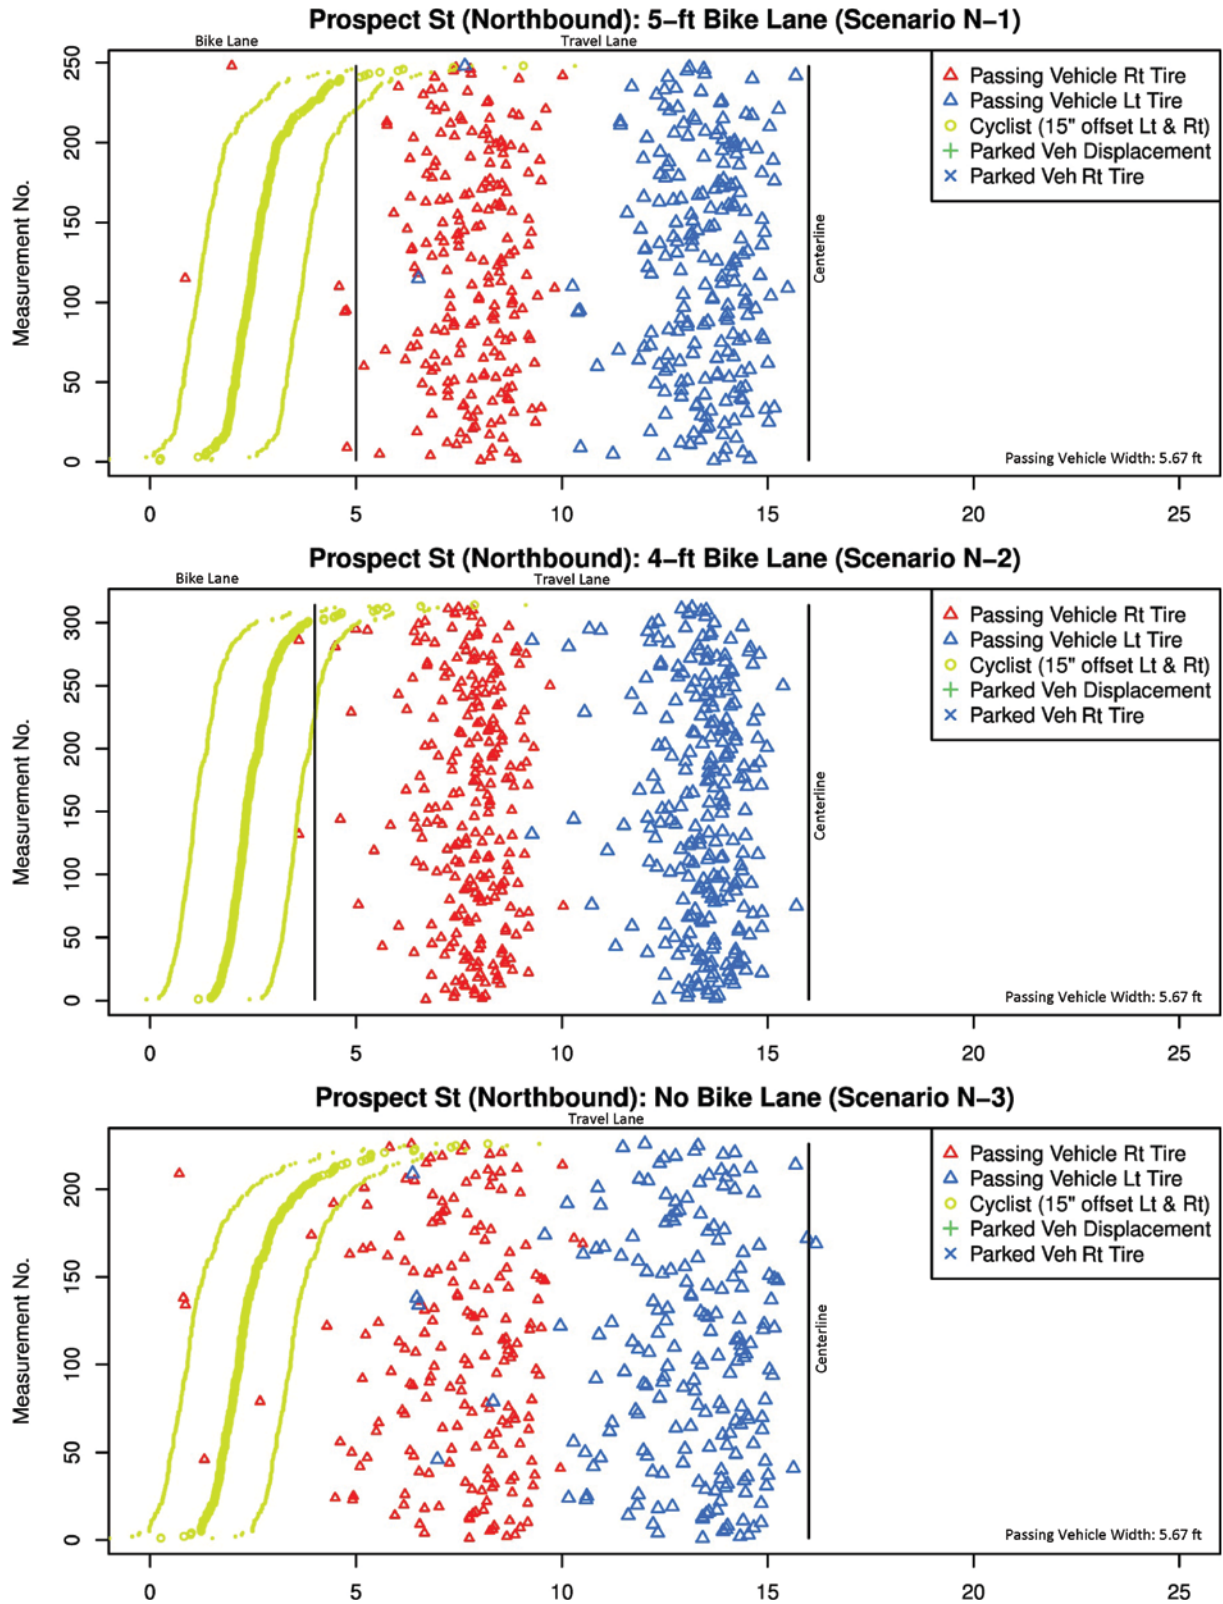 Prospect St (Northbound): 5−ft Bike Lane (Scenario N−1)
Bike Lane
Travel Lane
250
200
150
100
50
0
Measurement No.
Passing Vehicle Rt Tire
Passing Vehicle Lt Tire
Cyclist (15" offset Lt & Rt)
Parked Veh Displacement
Parked Veh Rt Tire
Centerline
Passing Vehicle Width: 5.67 ft
0 5 10 15 20 25
Prospect St (Northbound): 4−ft Bike Lane (Scenario N−2)
Bike Lane
Travel Lane
300
250
200
150
100
50
0
Measurement No.
Passing Vehicle Rt Tire
Passing Vehicle Lt Tire
Cyclist (15" offset Lt & Rt)
Parked Veh Displacement
Parked Veh Rt Tire
Centerline
Passing Vehicle Width: 5.67 ft
0 5 10 15 20 25
Prospect St (Northbound): No Bike Lane (Scenario N−3)
Travel Lane
200
150
100
50
0
Measurement No.
Passing Vehicle Rt Tire
Passing Vehicle Lt Tire
Cyclist (15" offset Lt & Rt)
Parked Veh Displacement
Parked Veh Rt Tire
Centerline
Passing Vehicle Width: 5.67 ft
0 5 10 15 20 25